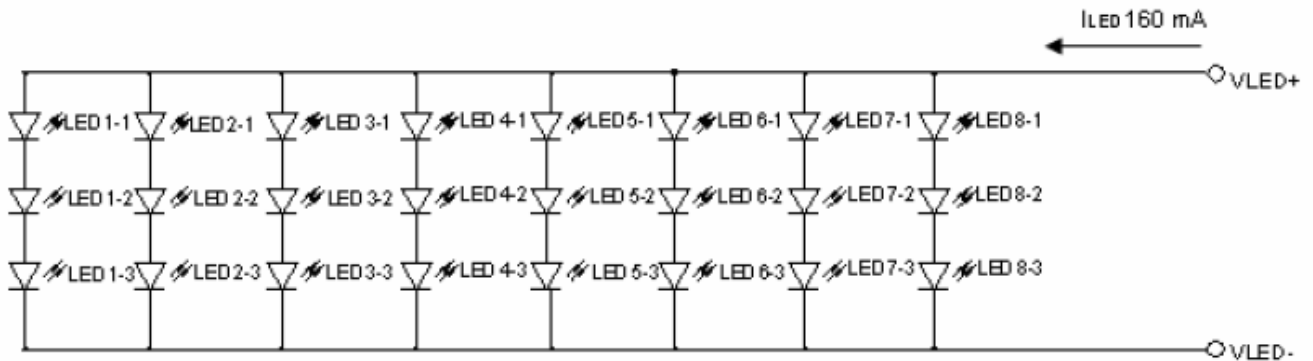 ILED 160 mA
VLED+
LED 1-1 LED 2-1 LED 3-1 LED 4-1 LED 5-1 LED 6-1 LED 7-1 LED 8-1
LED 1-2 LED 2-2 LED 3-2 LED 4-2 LED 5-2 LED 6-2 LED 7-2 LED 8-2
LED 1-3 LED 2-3 LED 3-3 LED 4-3 LED 5-3 LED 6-3 LED 7-3 LED 8-3
VLED-